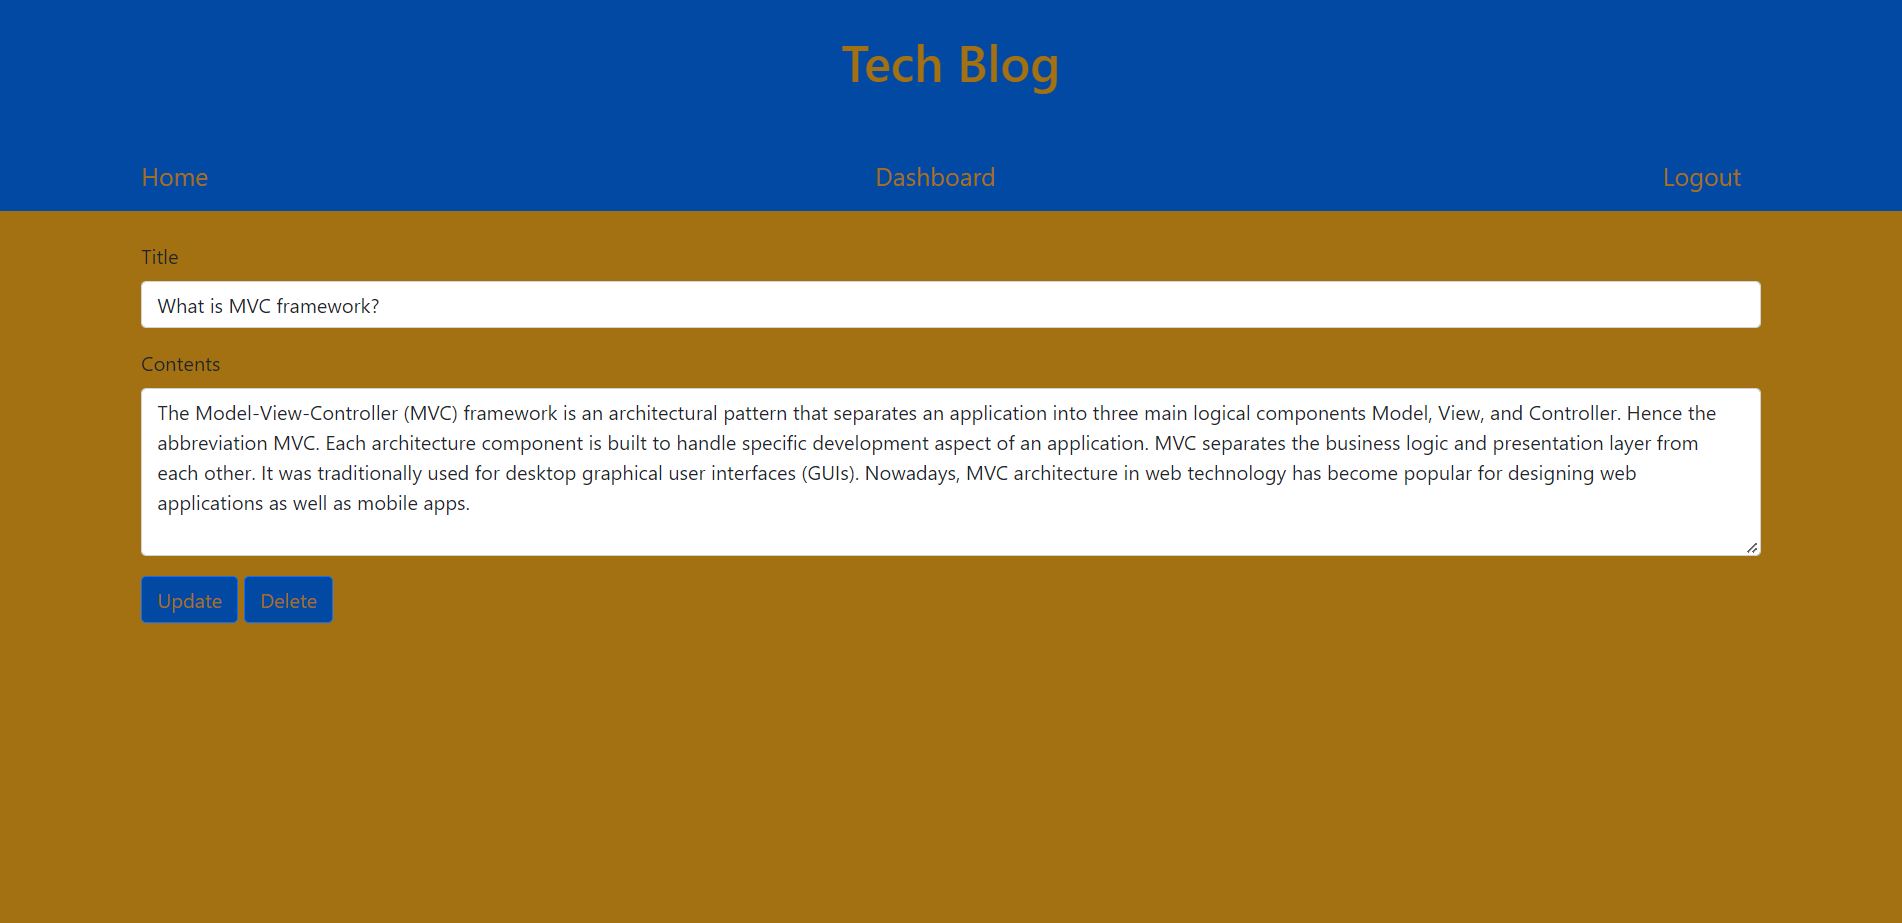 Tech Blog
Home Dashboard Logout
Title
What is MVC framework?
Contents
The Model-View-Controller (MVC) framework is an architectural pattern that separates an application into three main logical components Model, View, and Controller. Hence the
abbreviation MVC. Each architecture component is built to handle specific development aspect of an application. MVC separates the business logic and presentation layer from
each other. It was traditionally used for desktop graphical user interfaces (GUIs). Nowadays, MVC architecture in web technology has become popular for designing web
applications as well as mobile apps.
Update Delete